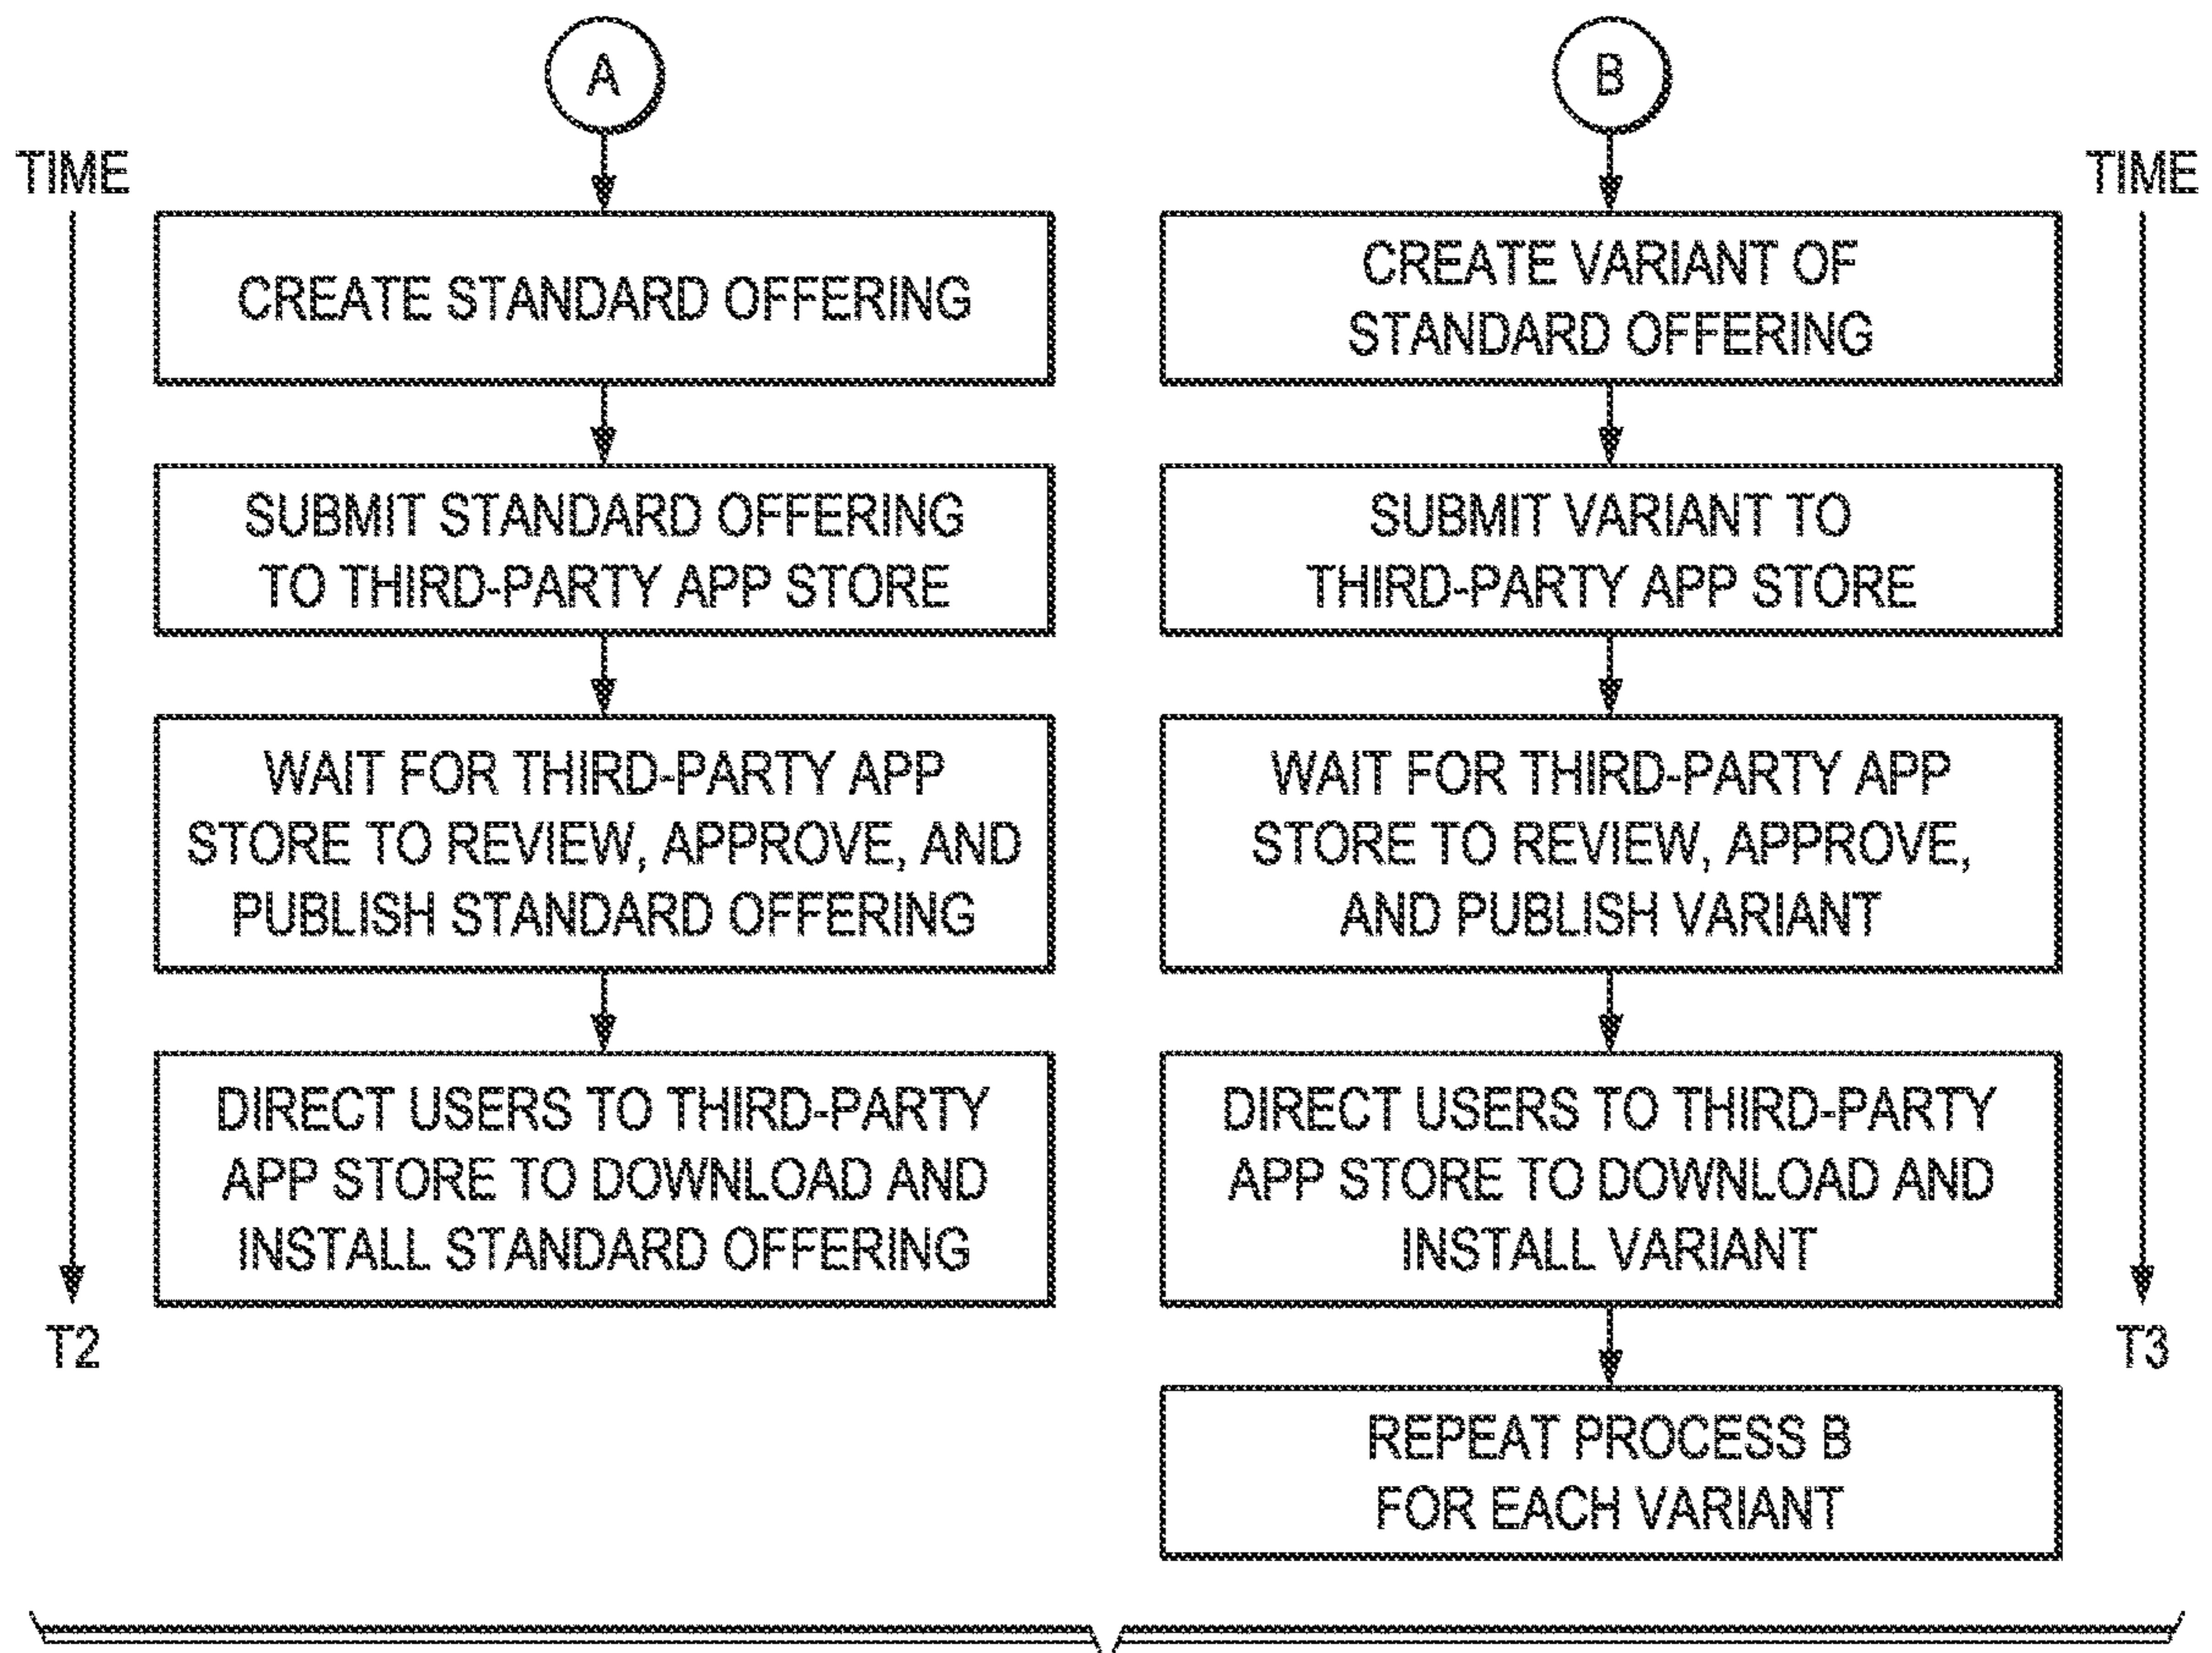 A
TIME
CREATE STANDARD OFFERING
SUBMIT STANDARD OFFERING
TO THIRD-PARTY APP STORE
WAIT FOR THIRD-PARTY APP
STORE TO REVIEW, APPROVE, AND
PUBLISH STANDARD OFFERING
DIRECT USERS TO THIRD-PARTY
APP STORE TO DOWNLOAD AND
INSTALL STANDARD OFFERING
T2
B
TIME
CREATE VARIANT OF
STANDARD OFFERING
SUBMIT VARIANT TO
THIRD-PARTY APP STORE
WAIT FOR THIRD-PARTY APP
STORE TO REVIEW, APPROVE,
AND PUBLISH VARIANT
DIRECT USERS TO THIRD-PARTY
APP STORE TO DOWNLOAD AND
INSTALL VARIANT
T3
REPEAT PROCESS B
FOR EACH VARIANT